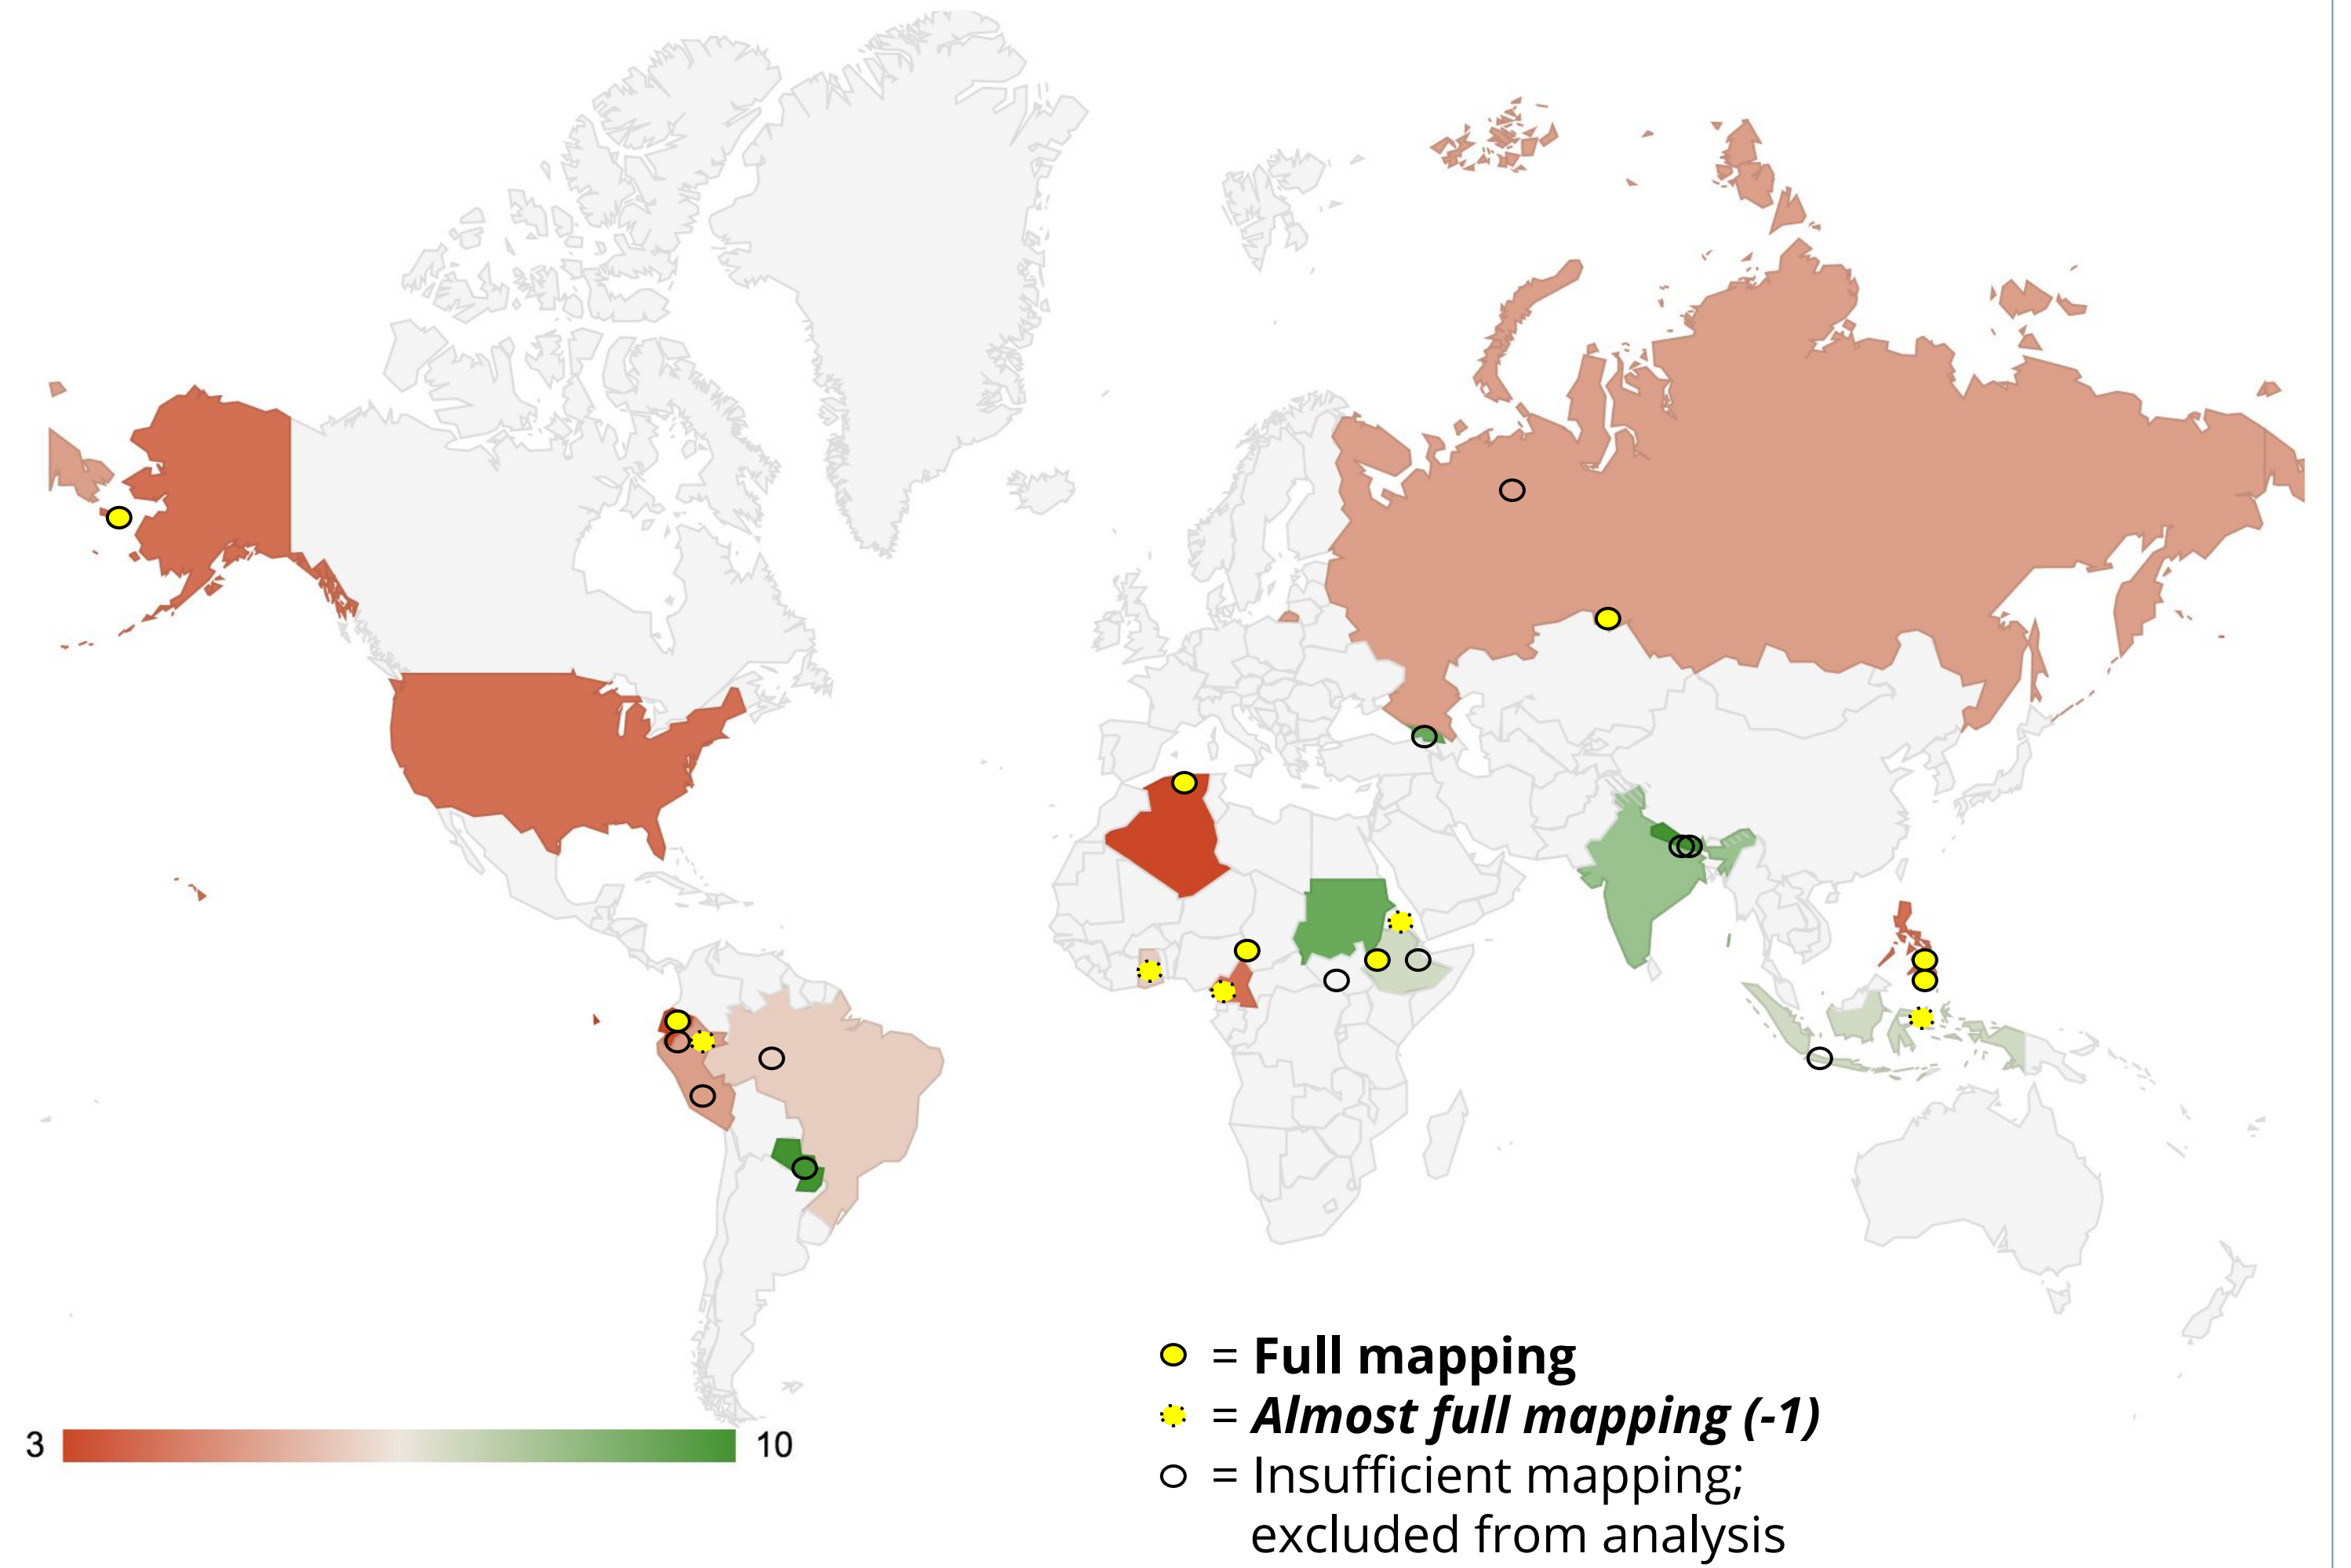 = Full mapping
= Almost full mapping (-1)
= Insufficient mapping;
excluded from analysis
3 10